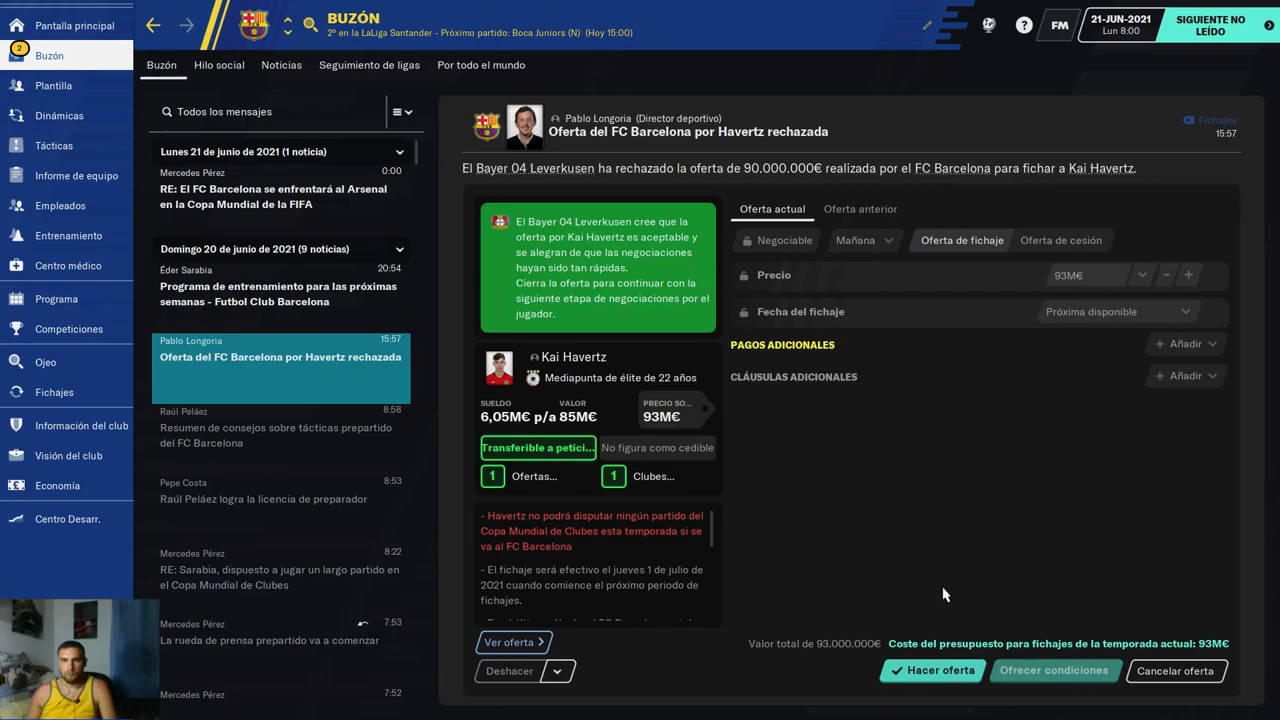 Pantalla principal
2
Buzón
Plantilla
Dinámicas
Tácticas
Informe de equipo
Empleados
Entrenamiento
Centro médico
Programa
Competiciones
Ojeo
Fichajes
Información del club
Visión del club
Economía
Centro Desarr.
BUZÓN
2º en la LaLiga Santander - Próximo partido: Boca Juniors (N) (Hoy 15:00)
FM
21-JUN-2021
Lun 8:00
SIGUIENTE NO
LEÍDO
Buzón
Hilo social
Noticias
Seguimiento de ligas
Por todo el mundo
Todos los mensajes
Lunes 21 de junio de 2021 (1 noticia)
Mercedes Pérez 0:00
RE: El FC Barcelona se enfrentará al Arsenal
en la Copa Mundial de la FIFA
Domingo 20 de junio de 2021 (9 noticias)
Éder Sarabia 20:54
Programa de entrenamiento para las próximas
semanas - Futbol Club Barcelona
Pablo Longoria 15:57
Oferta del FC Barcelona por Havertz rechazada
Raúl Peláez 8:58
Resumen de consejos sobre tácticas prepartido
del FC Barcelona
Pepe Costa 8:53
Raúl Peláez logra la licencia de preparador
Mercedes Pérez 8:22
RE: Sarabia, dispuesto a jugar un largo partido en
el Copa Mundial de Clubes
Mercedes Pérez 7:53
La rueda de prensa prepartido va a comenzar
Mercedes Pérez 7:52
Pablo Longoria (Director deportivo)
Oferta del FC Barcelona por Havertz rechazada
Fichajes
15:57
El Bayer 04 Leverkusen ha rechazado la oferta de 90.000.000€ realizada por el FC Barcelona para fichar a Kai Havertz.
El Bayer 04 Leverkusen cree que la
oferta por Kai Havertz es aceptable y
se alegran de que las negociaciones
hayan sido tan rápidas.
Cierra la oferta para continuar con la
siguiente etapa de negociaciones por el
jugador.
Kai Havertz
Mediapunta de élite de 22 años
SUELDO VALOR PRECIO SO...
6,05M€ p/a 85M€ 93M€
Transferible a petici... No figura como cedible
1 Ofertas... 1 Clubes...
- Havertz no podrá disputar ningún partido del
Copa Mundial de Clubes esta temporada si se
va al FC Barcelona
- El fichaje será efectivo el jueves 1 de julio de
2021 cuando comience el próximo periodo de
fichajes.
Ver oferta
Deshacer
Oferta actual Oferta anterior
Negociable Mañana Oferta de fichaje Oferta de cesión
Precio 93M€ - +
Fecha del fichaje Próxima disponible
PAGOS ADICIONALES + Añadir
CLÁUSULAS ADICIONALES + Añadir
Valor total de 93.000.000€ Coste del presupuesto para fichajes de la temporada actual: 93M€
Hacer oferta Ofrecer condiciones Cancelar oferta